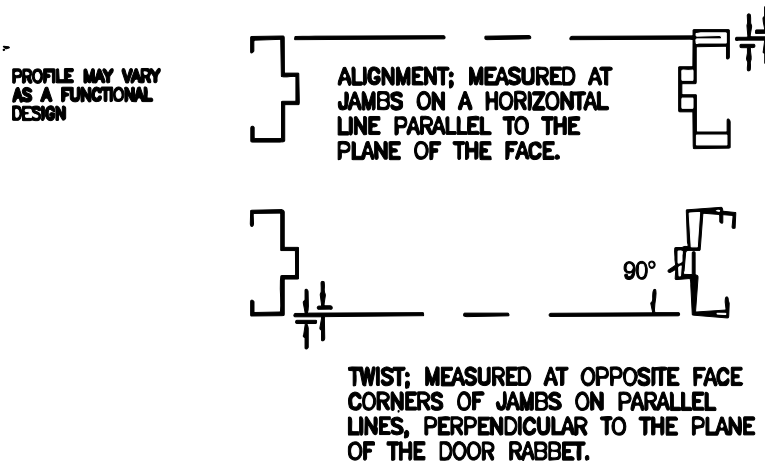 PROFILE MAY VARY
AS A FUNCTIONAL
DESIGN
ALIGNMENT; MEASURED AT
JAMBS ON A HORIZONTAL
LINE PARALLEL TO THE
PLANE OF THE FACE.
90°
TWIST; MEASURED AT OPPOSITE FACE
CORNERS OF JAMBS ON PARALLEL
LINES, PERPENDICULAR TO THE PLANE
OF THE DOOR RABBET.